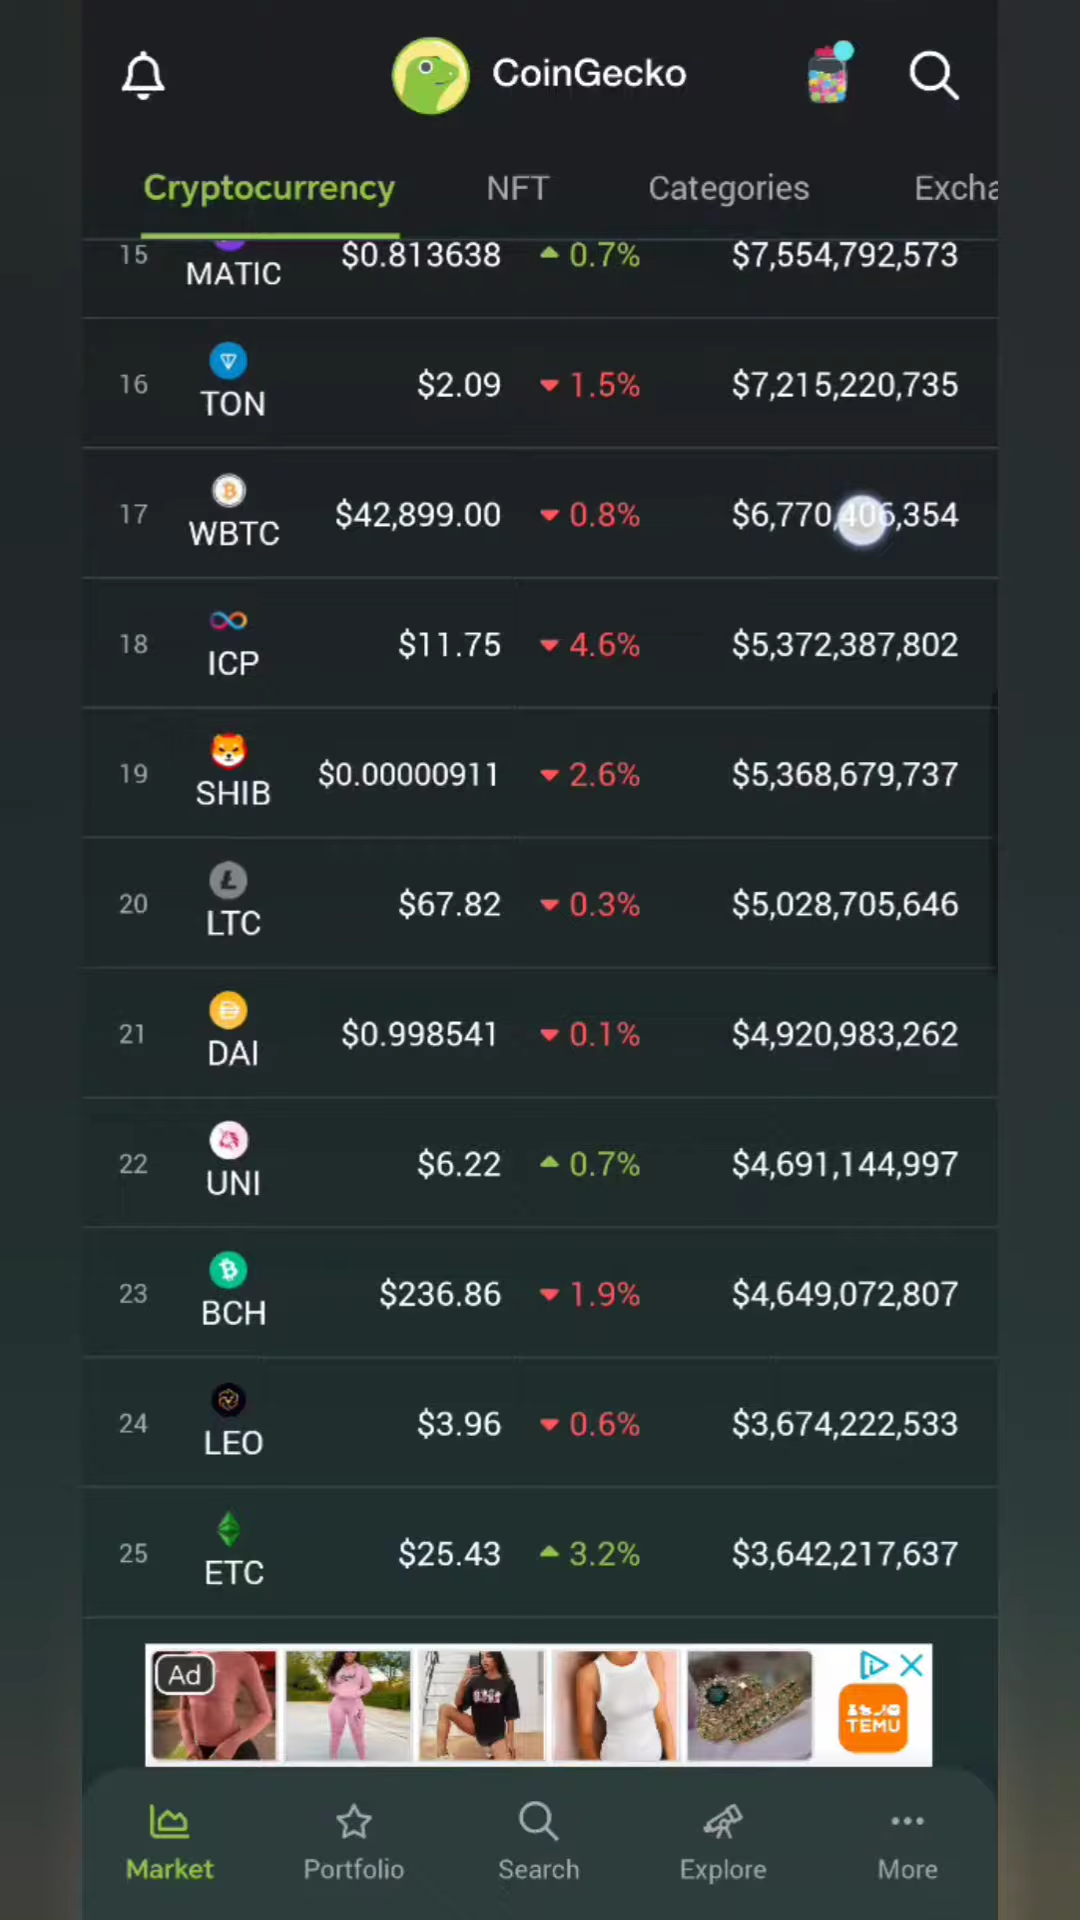 CoinGecko
Cryptocurrency NFT Categories Excha
15 MATIC $0.813638 0.7% $7,554,792,573
16 TON $2.09 1.5% $7,215,220,735
17 WBTC $42,899.00 0.8% $6,770,406,354
18 ICP $11.75 4.6% $5,372,387,802
19 SHIB $0.00000911 2.6% $5,368,679,737
20 LTC $67.82 0.3% $5,028,705,646
21 DAI $0.998541 0.1% $4,920,983,262
22 UNI $6.22 0.7% $4,691,144,997
23 BCH $236.86 1.9% $4,649,072,807
24 LEO $3.96 0.6% $3,674,222,533
25 ETC $25.43 3.2% $3,642,217,637
Ad
TEMU
Market Portfolio Search Explore More